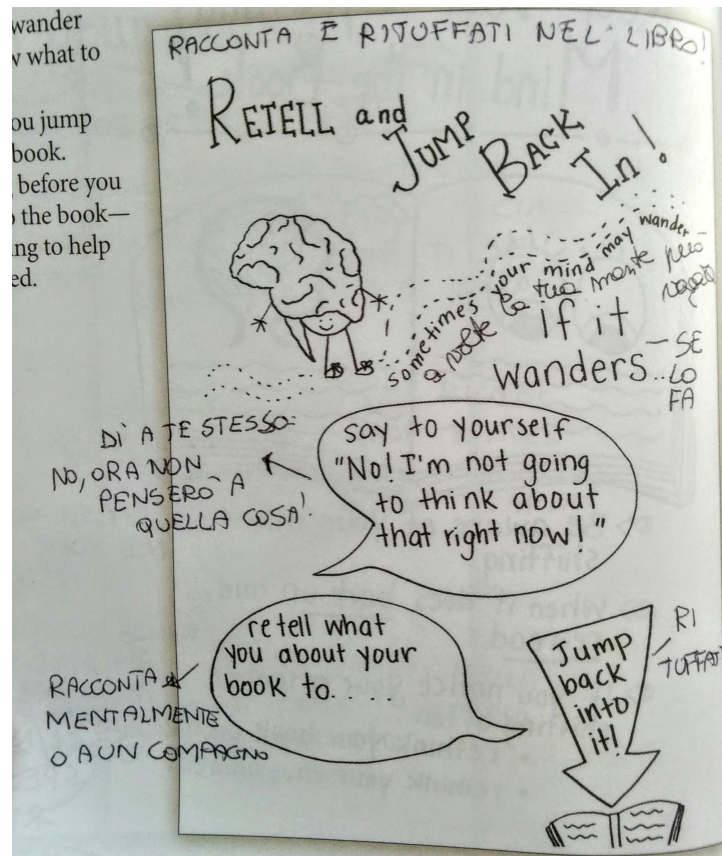 wander
v what to
ou jump
book.
before you
o the book—
ng to help
ed.
RACCONTA E RITUFFATI NEL LIBRO!
RETELL and
JUMP BACK In!
sometimes your mind may wander
a volte la tua mente può
vagare
if it
wanders..
— SE
LO
FA
DÌ A TE STESSO:
NO, ORA NON
PENSERÒ A
QUELLA COSA!
say to yourself
"No! I'm not going
to think about
that right now!"
retell what
you about your
book to.....
RACCONTA
MENTALMENTE
O A UN COMPAGNO
Jump
back
into
it!
RI
TUFFATI